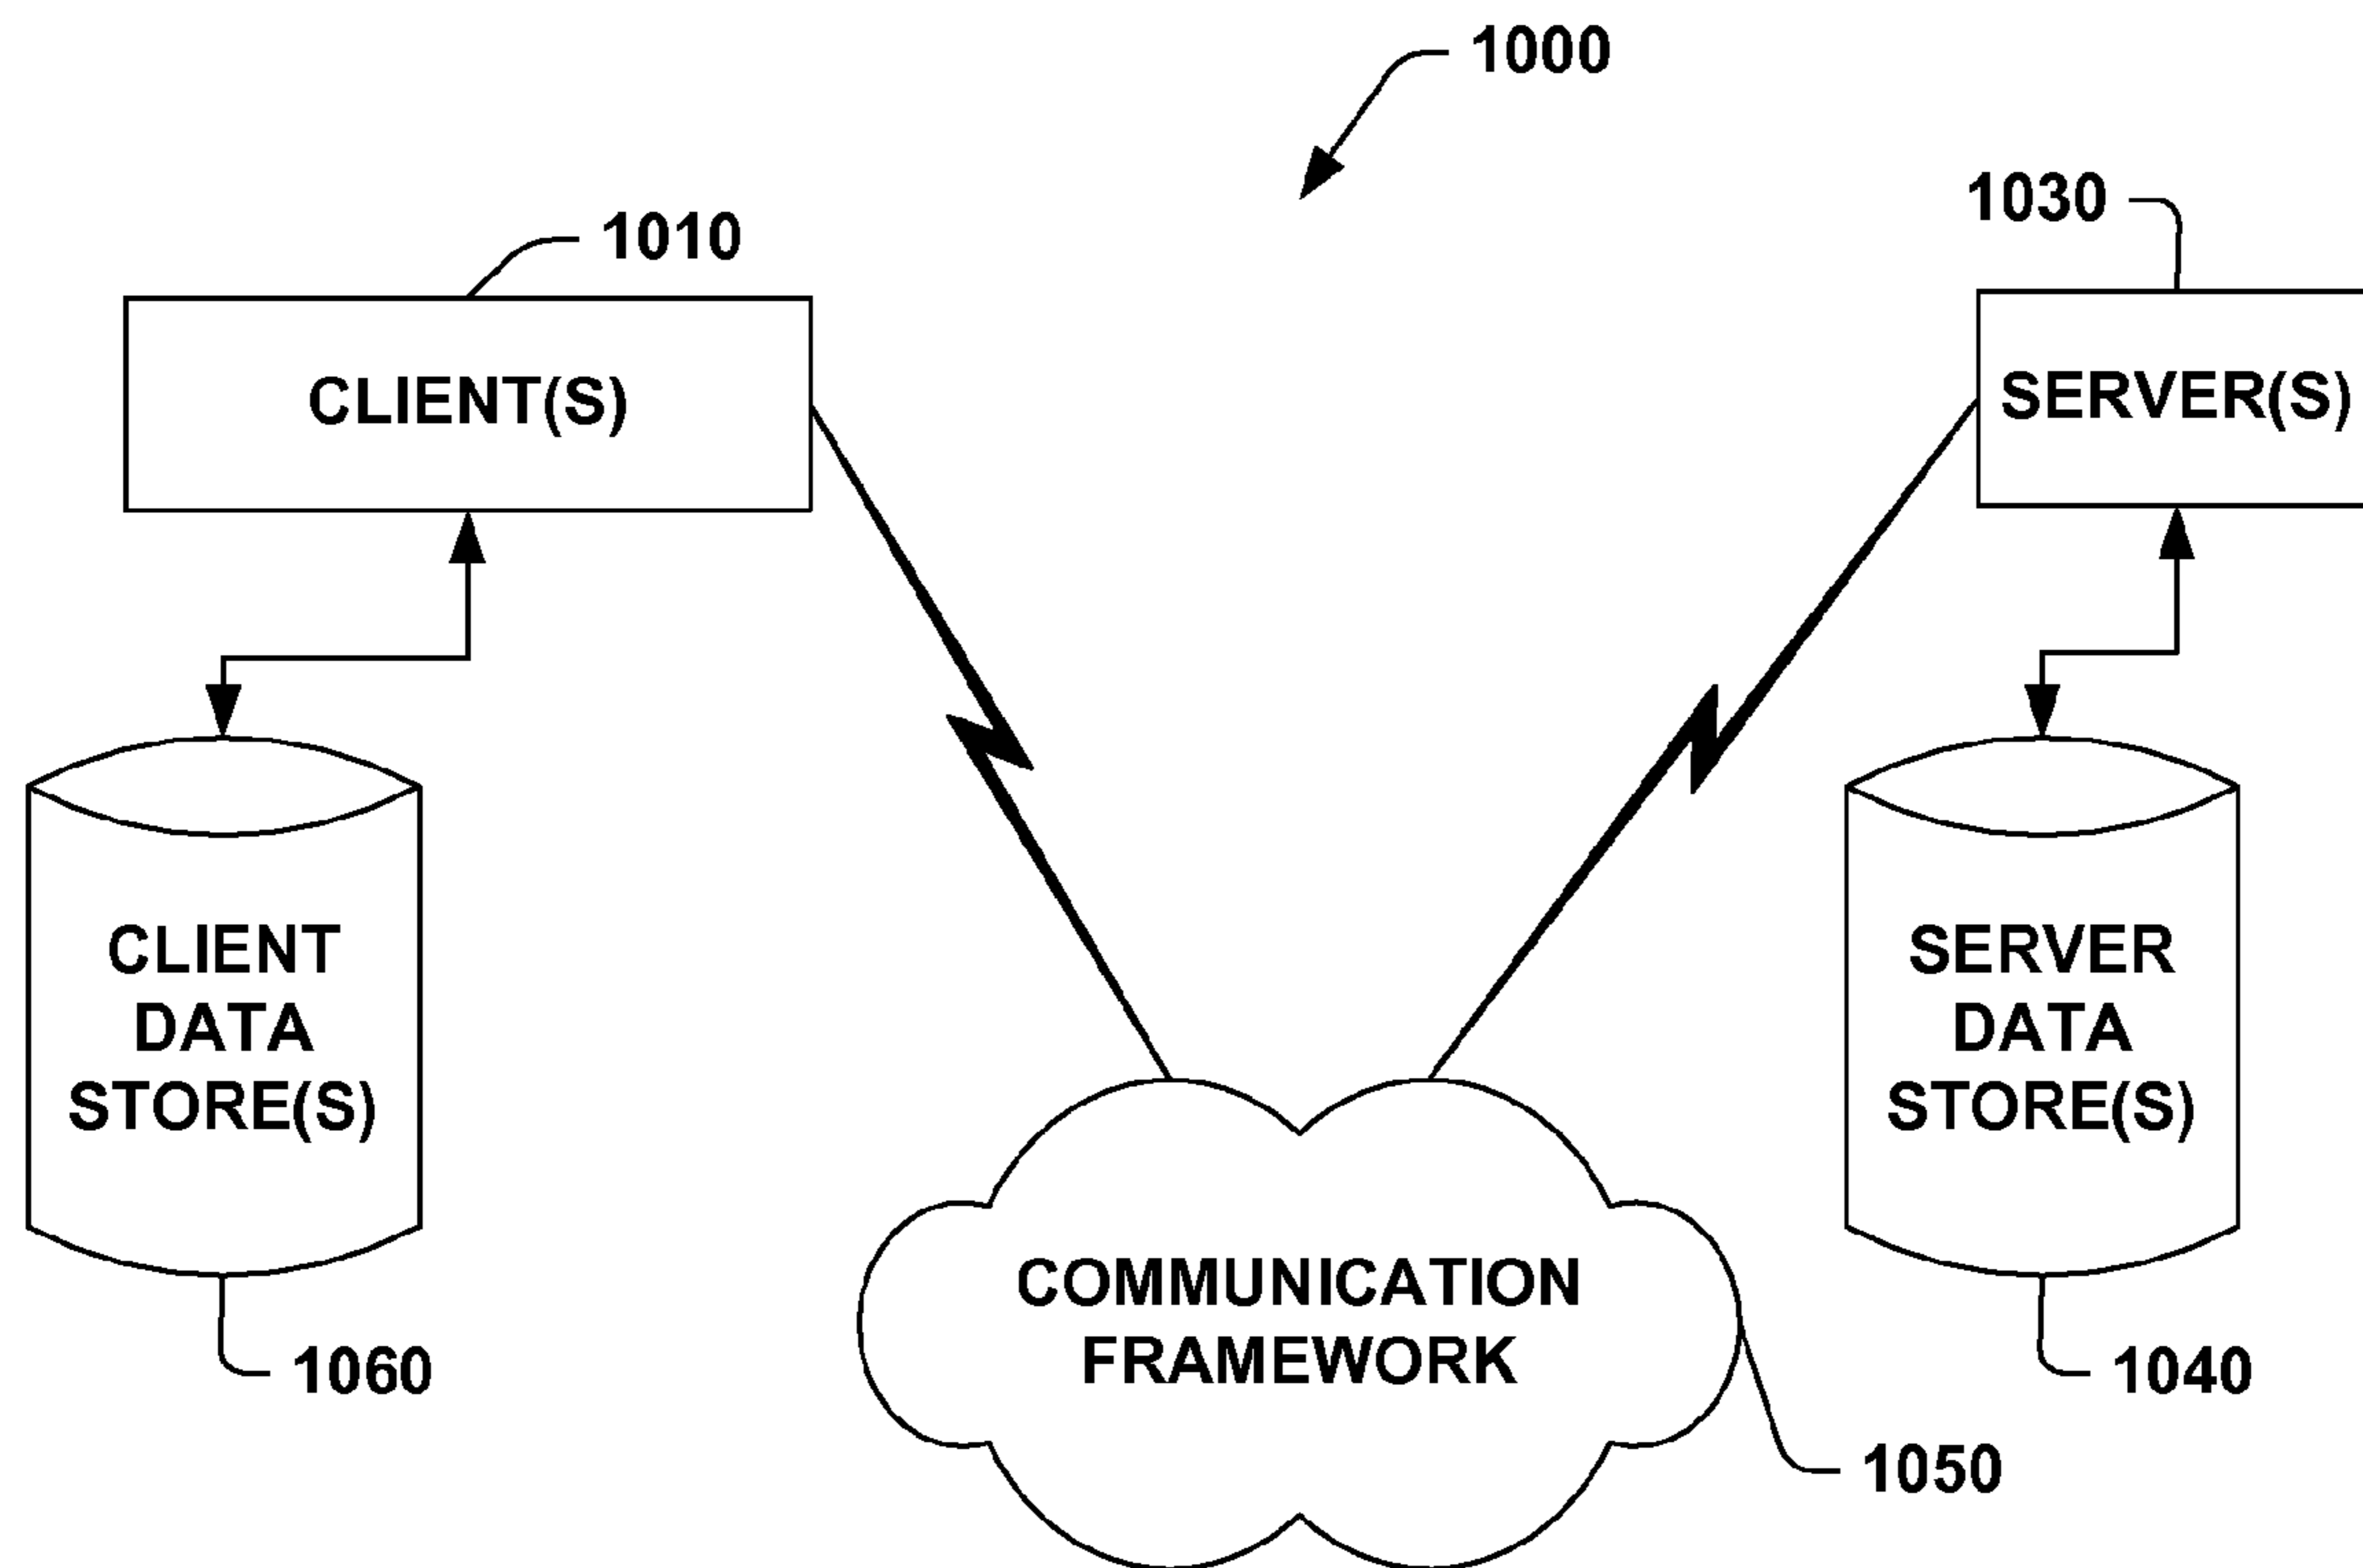 1000
1010
1030
CLIENT(S)
SERVER(S)
CLIENT
DATA
STORE(S)
SERVER
DATA
STORE(S)
COMMUNICATION
FRAMEWORK
1060
1040
1050